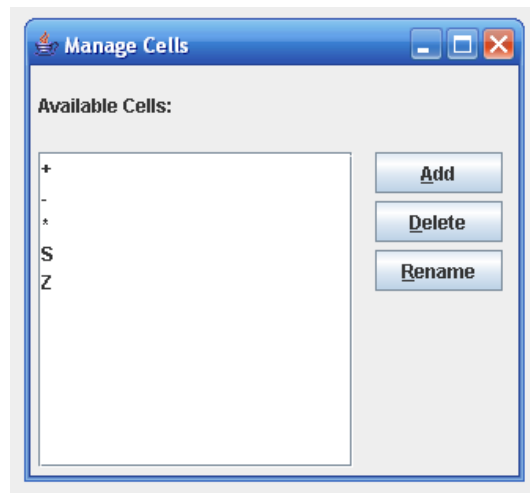 Manage Cells
Available Cells:
+
-
*
S
Z
Add
Delete
Rename